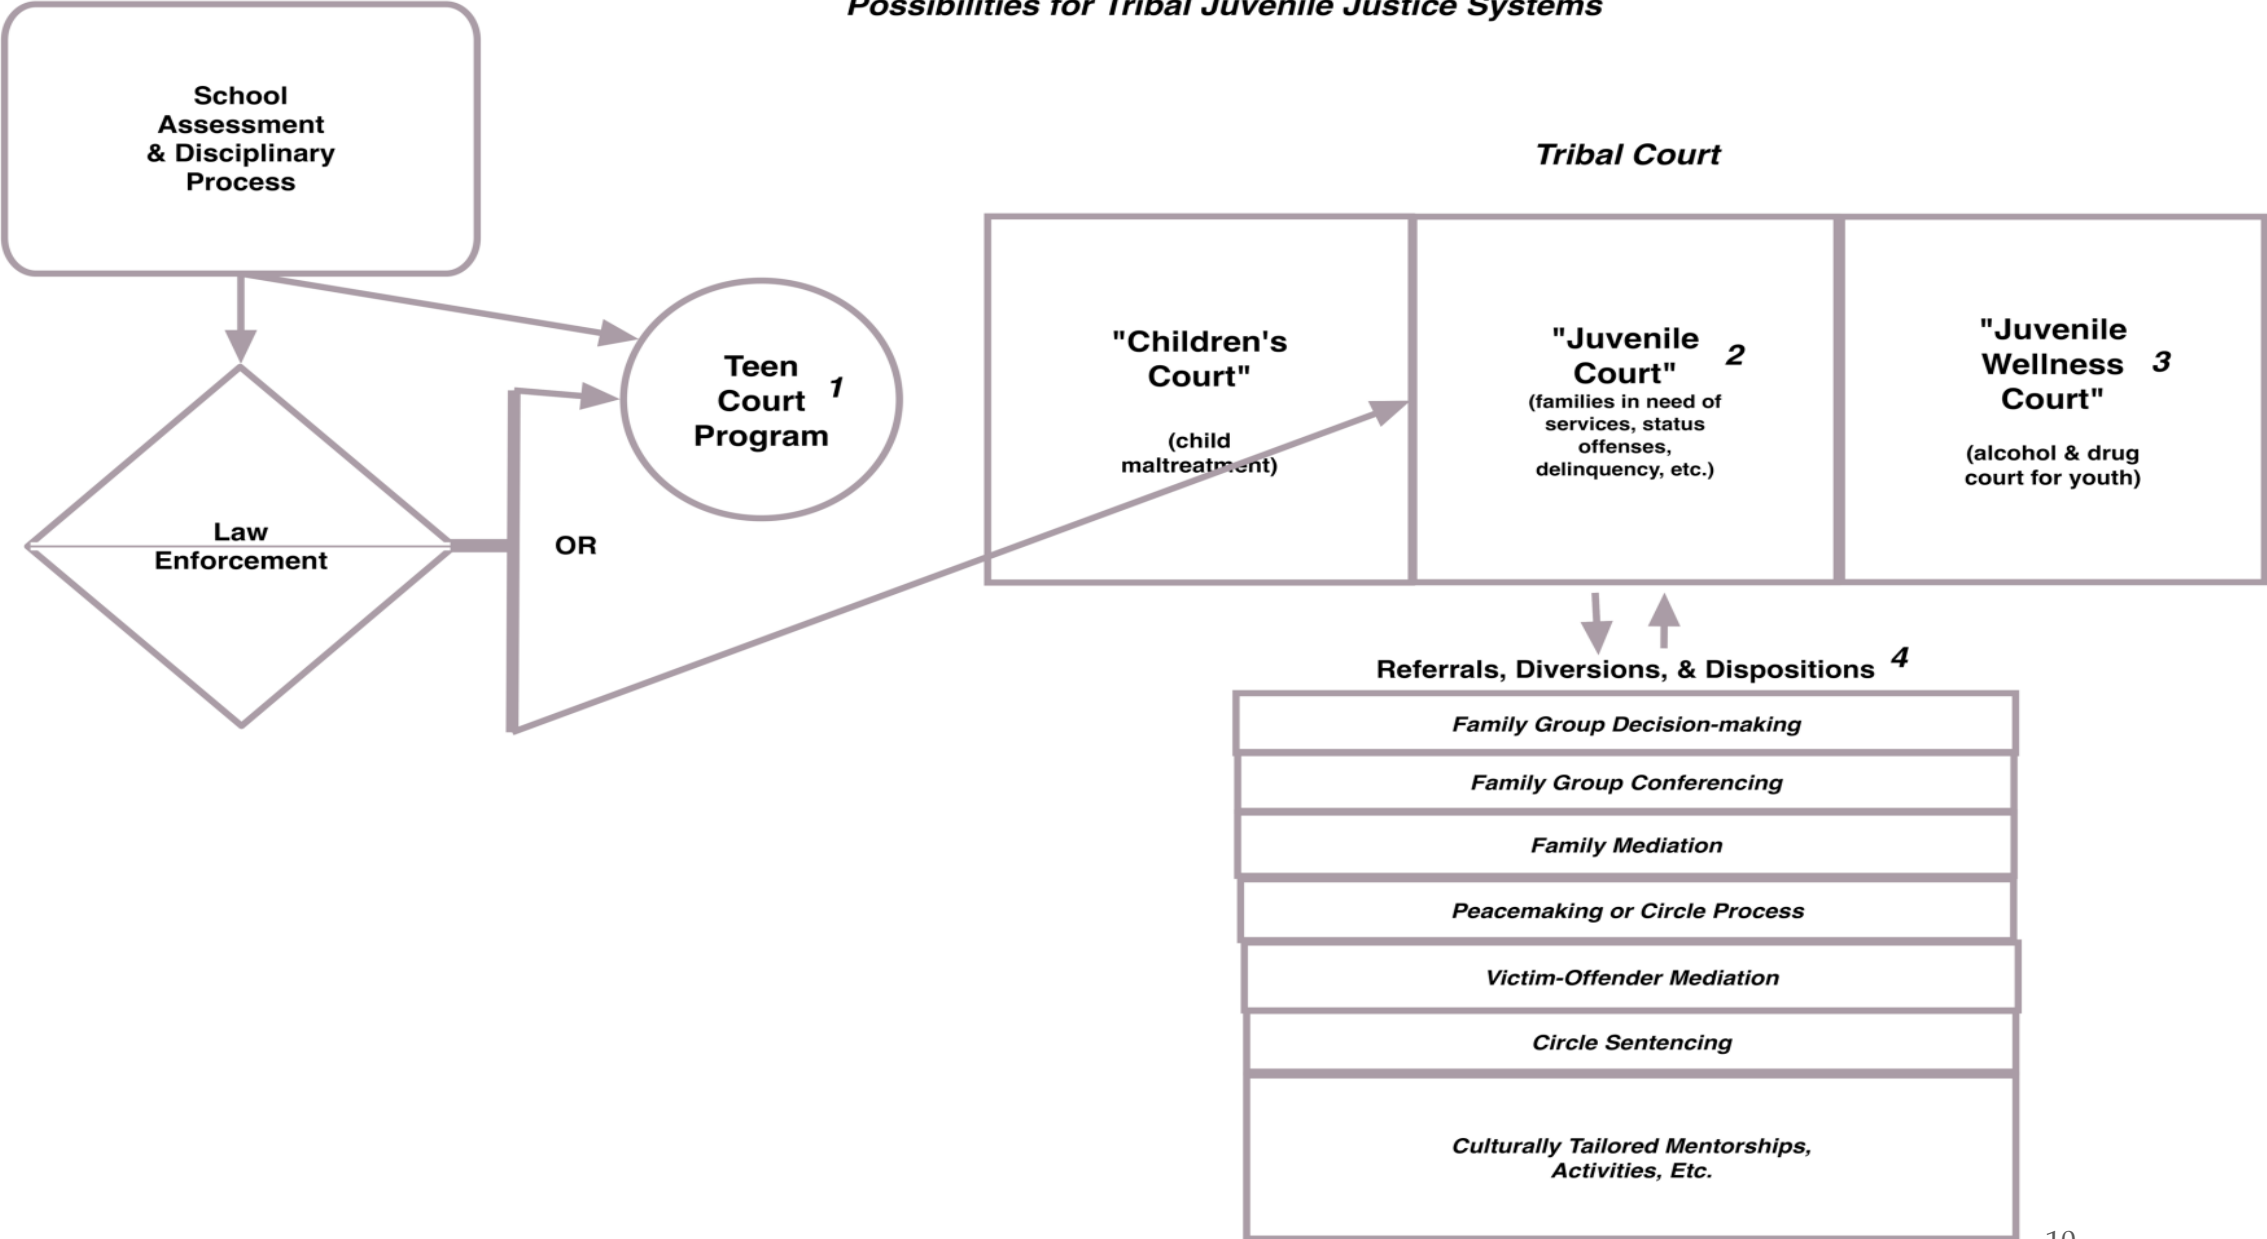 Possibilities for Tribal Juvenile Justice Systems
School
Assessment
& Disciplinary
Process
Tribal Court
Teen
Court
Program
1
"Children's
Court"
(child
maltreatment)
"Juvenile
Court"
2
(families in need of
services, status
offenses,
delinquency, etc.)
"Juvenile
Wellness
Court"
3
(alcohol & drug
court for youth)
Law
Enforcement
OR
Referrals, Diversions, & Dispositions 4
Family Group Decision-making
Family Group Conferencing
Family Mediation
Peacemaking or Circle Process
Victim-Offender Mediation
Circle Sentencing
Culturally Tailored Mentorships,
Activities, Etc.
10